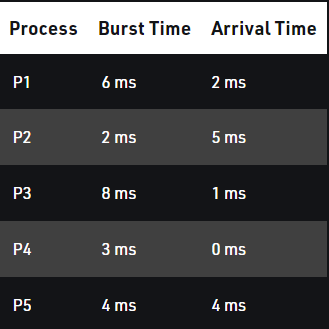 Process Burst Time Arrival Time
P1 6 ms 2 ms
P2 2 ms 5 ms
P3 8 ms 1 ms
P4 3 ms 0 ms
P5 4 ms 4 ms